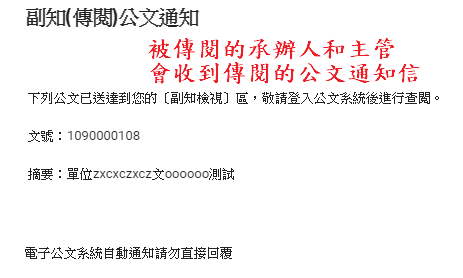 副知(傳閱)公文通知
被傳閱的承辦人和主管
會收到傳閱的公文通知信
下列公文已送達到您的〔副知檢視〕區，敬請登入公文系統後進行查閱。
文號：1090000108
摘要：單位zxcxczxcz文oooooo測試
電子公文系統自動通知請勿直接回覆